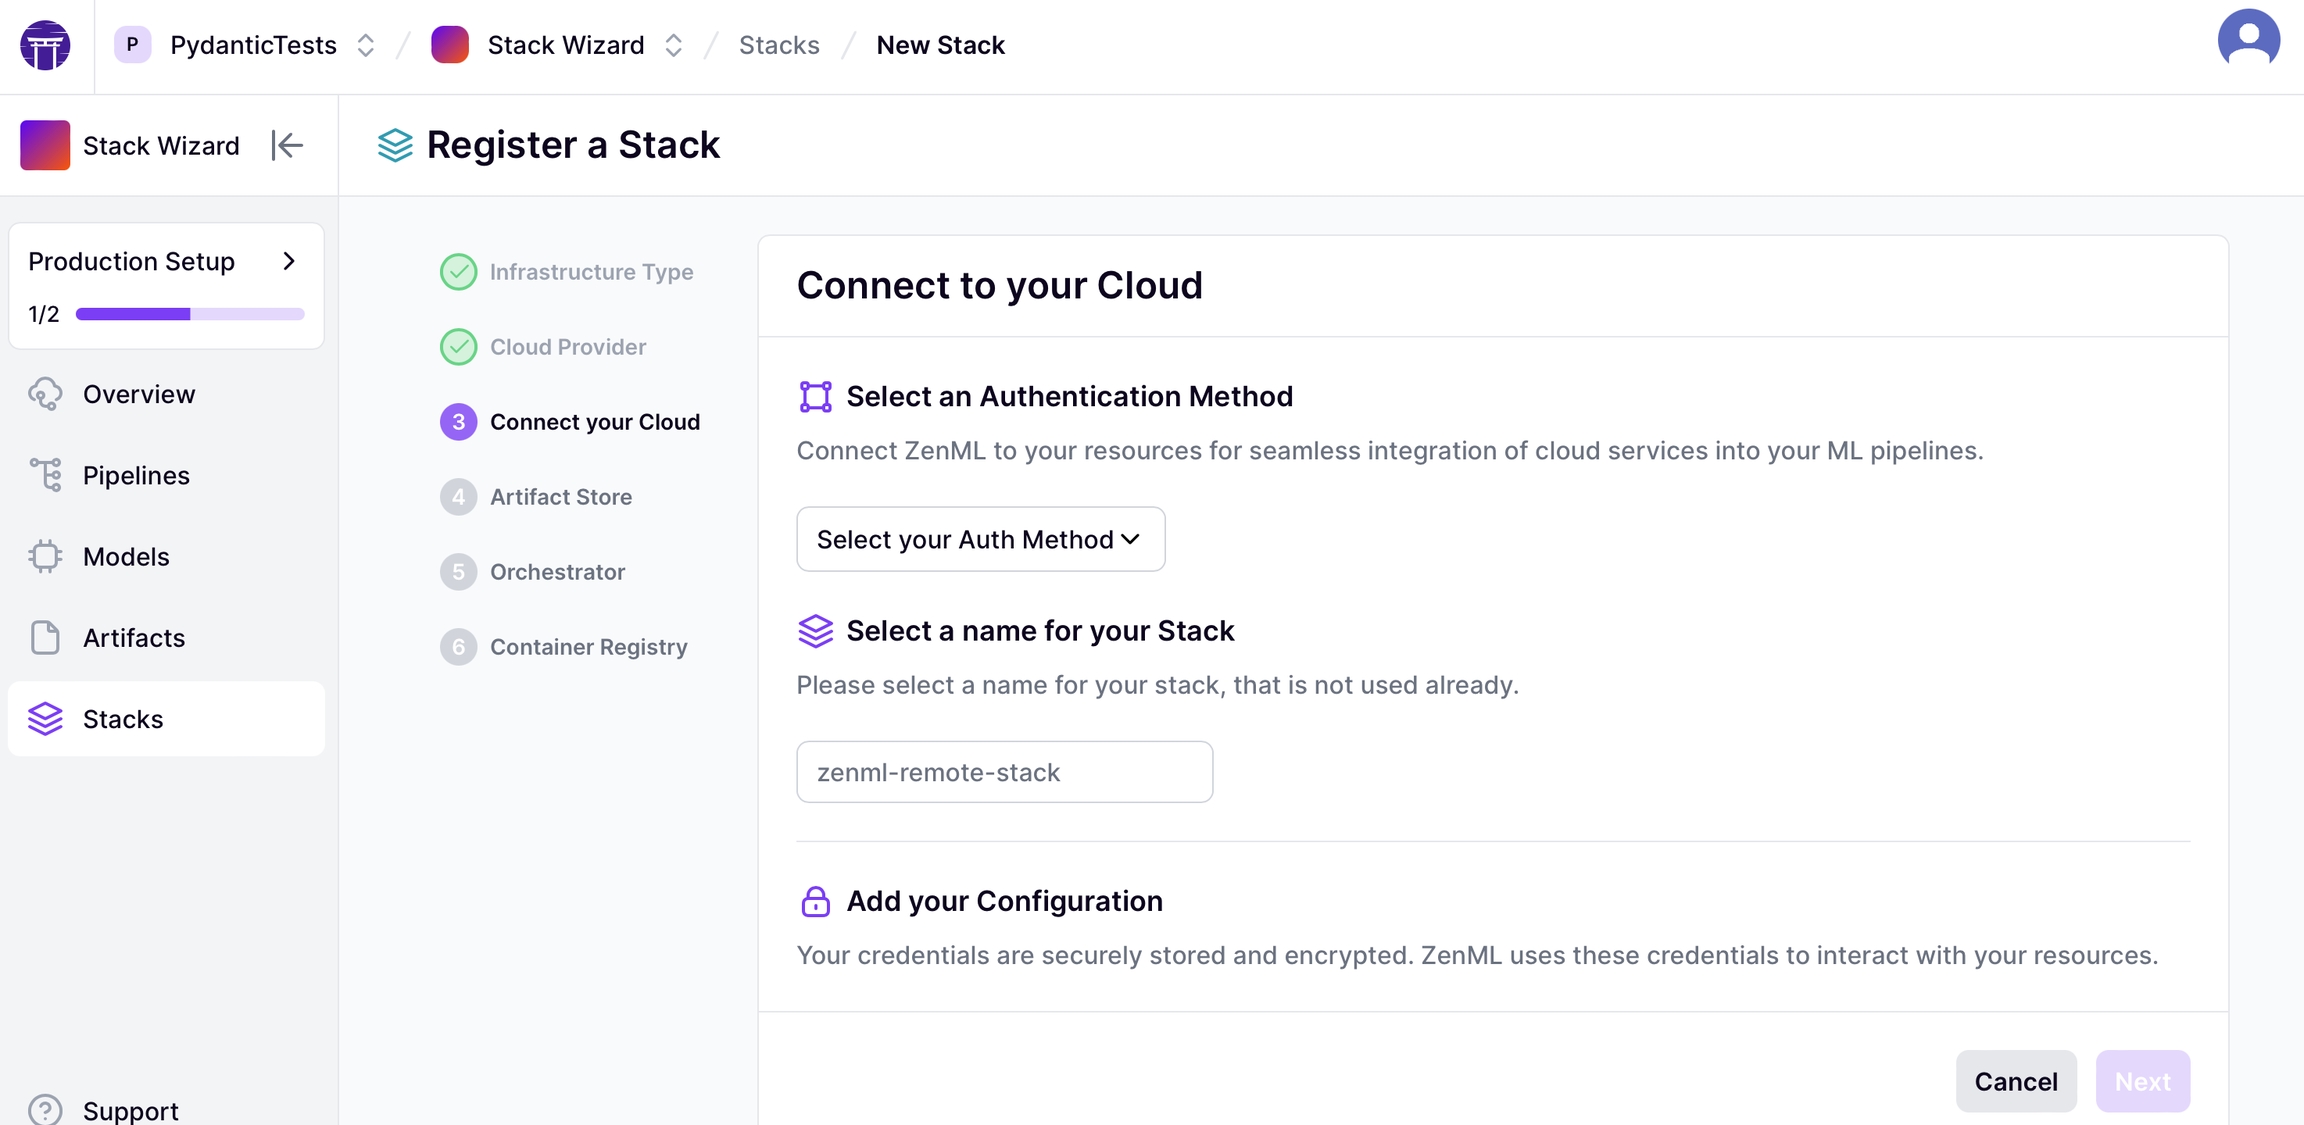 P PydanticTests / Stack Wizard / Stacks / New Stack
Stack Wizard
Register a Stack
Production Setup
1/2
Overview
Pipelines
Models
Artifacts
Stacks
Support
Infrastructure Type
Cloud Provider
3 Connect your Cloud
4 Artifact Store
5 Orchestrator
6 Container Registry
Connect to your Cloud
Select an Authentication Method
Connect ZenML to your resources for seamless integration of cloud services into your ML pipelines.
Select your Auth Method
Select a name for your Stack
Please select a name for your stack, that is not used already.
zenml-remote-stack
Add your Configuration
Your credentials are securely stored and encrypted. ZenML uses these credentials to interact with your resources.
Cancel Next